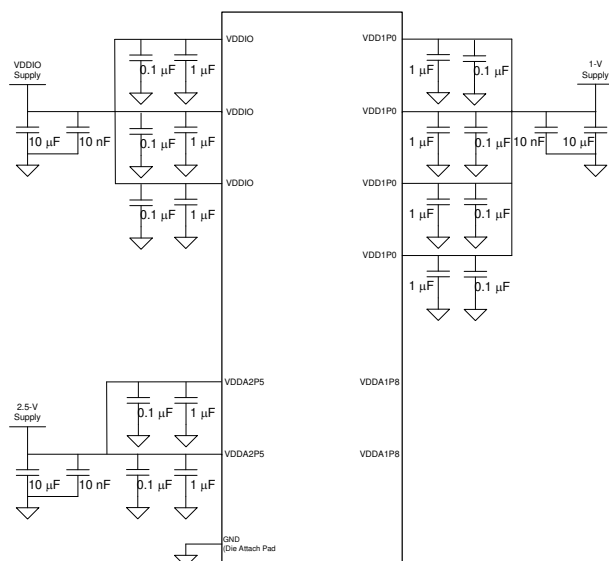 VDDIO
Supply
VDDIO
0.1 μF
1 μF
VDD1P0
1 μF
0.1 μF
1-V
Supply
10 μF
10 nF
VDDIO
0.1 μF
1 μF
VDD1P0
1 μF
0.1 μF
10 nF
10 μF
VDDIO
0.1 μF
1 μF
VDD1P0
1 μF
0.1 μF
VDD1P0
1 μF
0.1 μF
VDDA2P5
0.1 μF
1 μF
VDDA1P8
2.5-V
Supply
VDDA2P5
10 μF
10 nF
0.1 μF
1 μF
VDDA1P8
GND
(Die Attach Pad